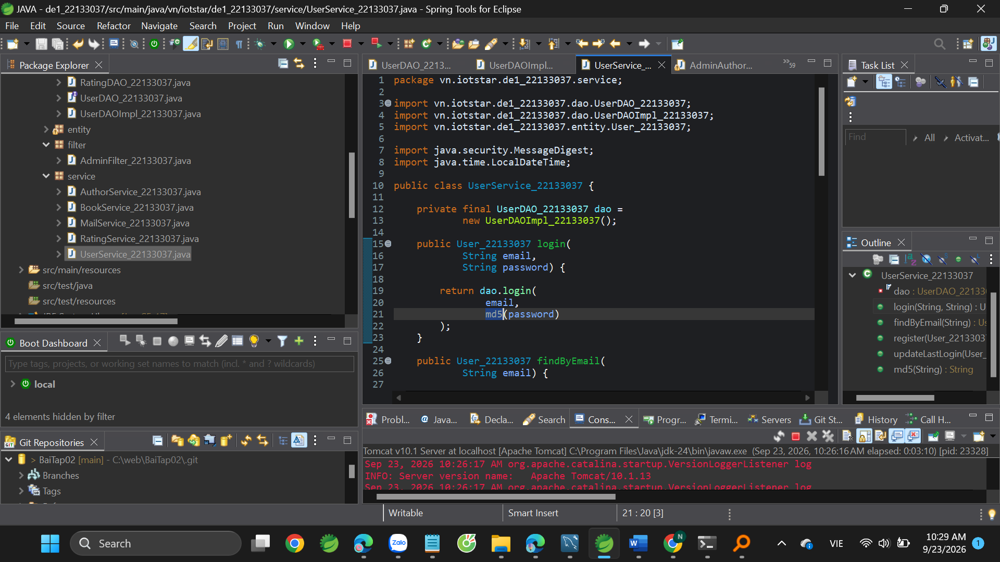 JAVA - de1_22133037/src/main/java/vn/iotstar/de1_22133037/service/UserService_22133037.java - Spring Tools for Eclipse
File Edit Source Refactor Navigate Search Project Run Window Help
Package Explorer
RatingDAO_22133037.java
UserDAO_22133037.java
UserDAOImpl_22133037.java
entity
filter
AdminFilter_22133037.java
service
AuthorService_22133037.java
BookService_22133037.java
MailService_22133037.java
RatingService_22133037.java
UserService_22133037.java
src/main/resources
src/test/java
src/test/resources
Boot Dashboard
Type tags, projects, or working set names to match (incl. * and ? wildcards)
local
4 elements hidden by filter
Git Repositories
> BaiTap02 [main] - C:\web\BaiTap02\.git
Branches
Tags
UserDAO_2213... UserDAOImpl... UserService_... AdminAuthor... »59
1 package vn.iotstar.de1_22133037.service;
2
3 import vn.iotstar.de1_22133037.dao.UserDAO_22133037;
4 import vn.iotstar.de1_22133037.dao.UserDAOImpl_22133037;
5 import vn.iotstar.de1_22133037.entity.User_22133037;
6
7 import java.security.MessageDigest;
8 import java.time.LocalDateTime;
9
10 public class UserService_22133037 {
11
12 private final UserDAO_22133037 dao =
13 new UserDAOImpl_22133037();
14
15 public User_22133037 login(
16 String email,
17 String password) {
18
19 return dao.login(
20 email,
21 md5(password)
22 );
23 }
24
25 public User_22133037 findByEmail(
26 String email) {
27
Task List
Find All Activat...
Outline
UserService_22133037
dao : UserDAO_22133
login(String, String) : U
findByEmail(String) : Us
register(User_22133037
updateLastLogin(User_
md5(String) : String
Probl... Java... Decla... Search Cons... Progr... Termi... Servers Git St... History Call H...
Tomcat v10.1 Server at localhost [Apache Tomcat] C:\Program Files\Java\jdk-24\bin\javaw.exe (Sep 23, 2026, 10:26:16 AM elapsed: 0:03:10) [pid: 23328]
Sep 23, 2026 10:26:17 AM org.apache.catalina.startup.VersionLoggerListener log
INFO: Server version name: Apache Tomcat/10.1.13
Sep 23, 2026 10:26:17 AM org.apache.catalina.startup.VersionLoggerListener log
Writable Smart Insert 21 : 20 [3]
Search
Zalo
N
VIE
10:29 AM
9/23/2026
1